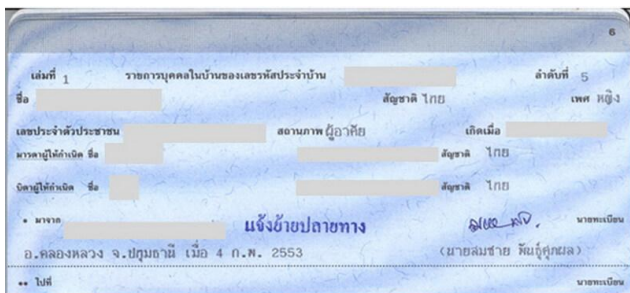 6
เล่มที่ 1 รายการบุคคลในบ้านของเลขรหัสประจำบ้าน ลำดับที่ 5
ชื่อ สัญชาติ ไทย เพศ หญิง
เลขประจำตัวประชาชน สถานภาพ ผู้อาศัย เกิดเมื่อ
มารดาผู้ให้กำเนิด ชื่อ สัญชาติ ไทย
บิดาผู้ให้กำเนิด ชื่อ สัญชาติ ไทย
* มาจาก แจ้งย้ายปลายทาง นายทะเบียน
อ.คลองหลวง จ.ปทุมธานี เมื่อ 4 ก.พ. 2553 (นายสมชาย พันธุ์ศุภผล)
** ไปที่ นายทะเบียน